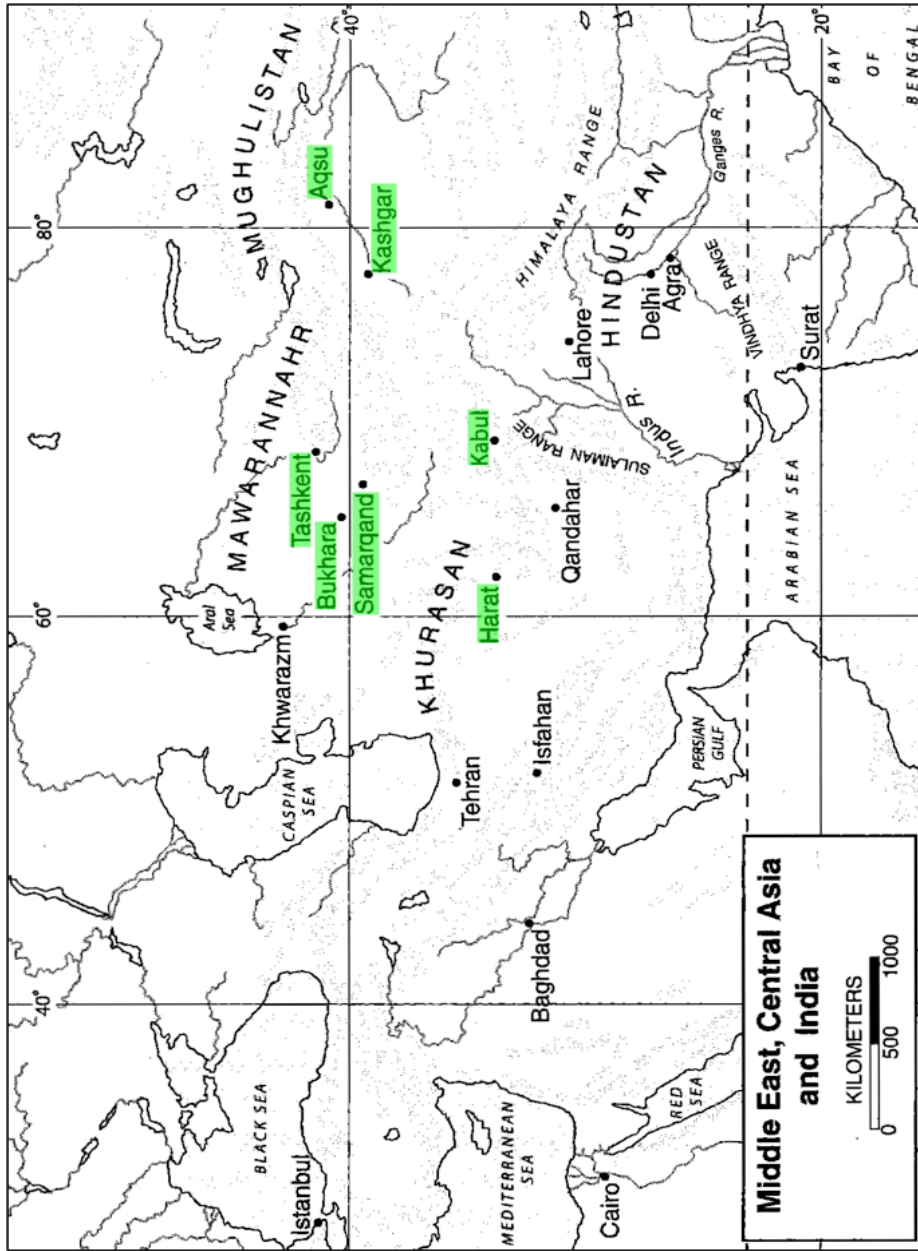 40°
60°
80°
MUGHULISTAN
MAWARANNAHR
Aqsu
Kashgar
Tashkent
Bukhara
Samarqand
Aral
Sea
Khwarazm
BLACK SEA
Istanbul
CASPIAN
SEA
40°
KHURASAN
Harat
Kabul
Tehran
Isfahan
Qandahar
SULAIMAN RANGE
Indus R.
Lahore
HIMALAYA RANGE
HINDUSTAN
Delhi
Agra
Ganges R.
VINDHYA RANGE
Surat
MEDITERRANEAN
SEA
Baghdad
Cairo
RED
SEA
PERSIAN
GULF
ARABIAN SEA
20°
BAY
OF
BENGAL
Middle East, Central Asia
and India
KILOMETERS
0 500 1000